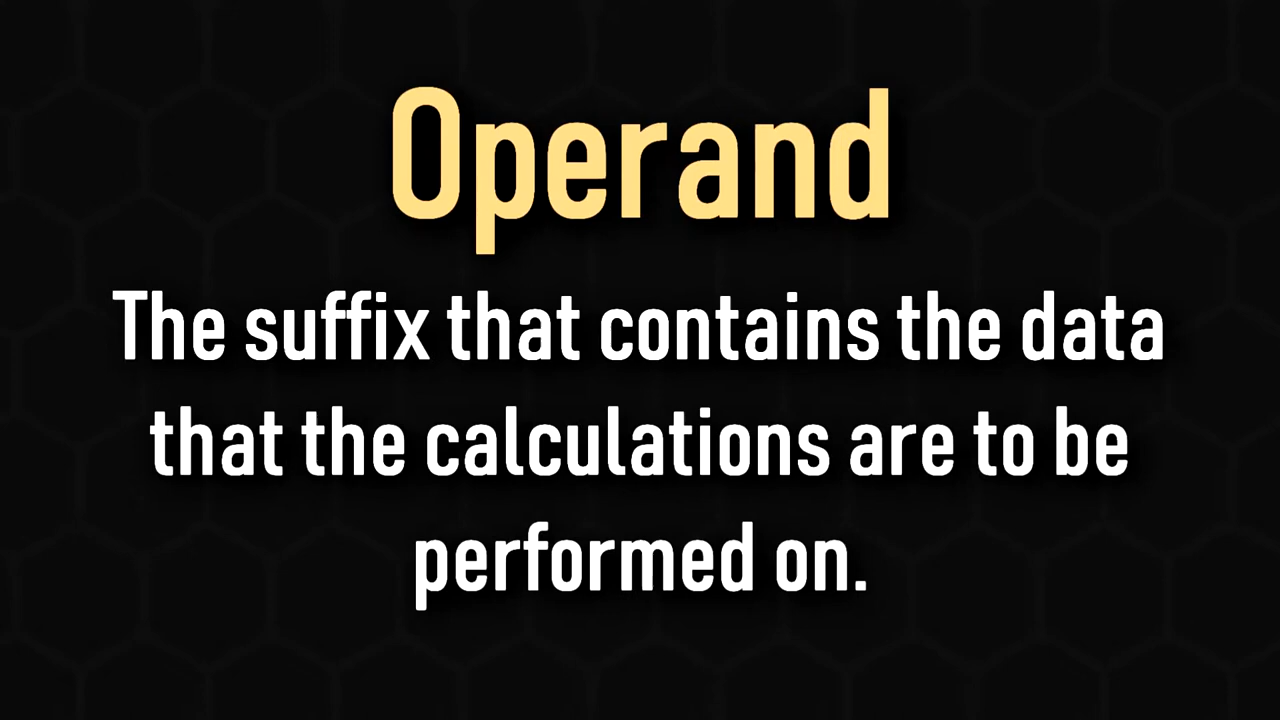 Operand
The suffix that contains the data
that the calculations are to be
performed on.